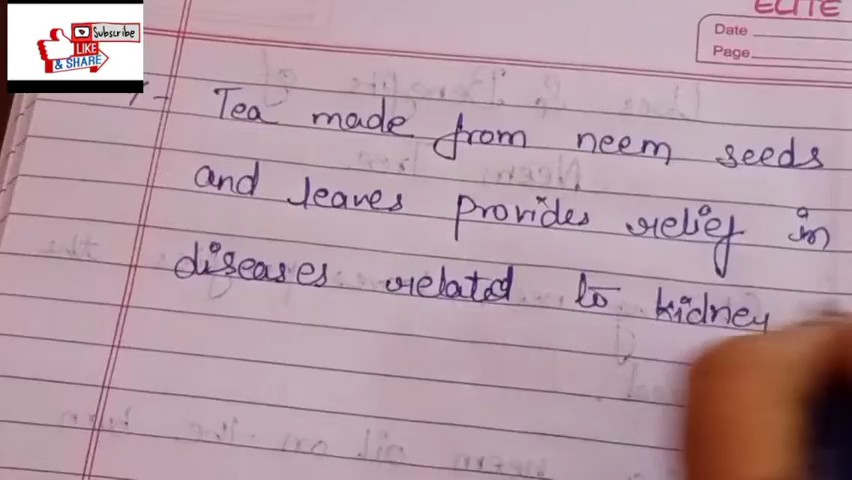 Subscribe
LIKE
& SHARE
ELITE
Date
Page
Tea made from neem seeds
and leaves provides relief in
diseases related to kidney